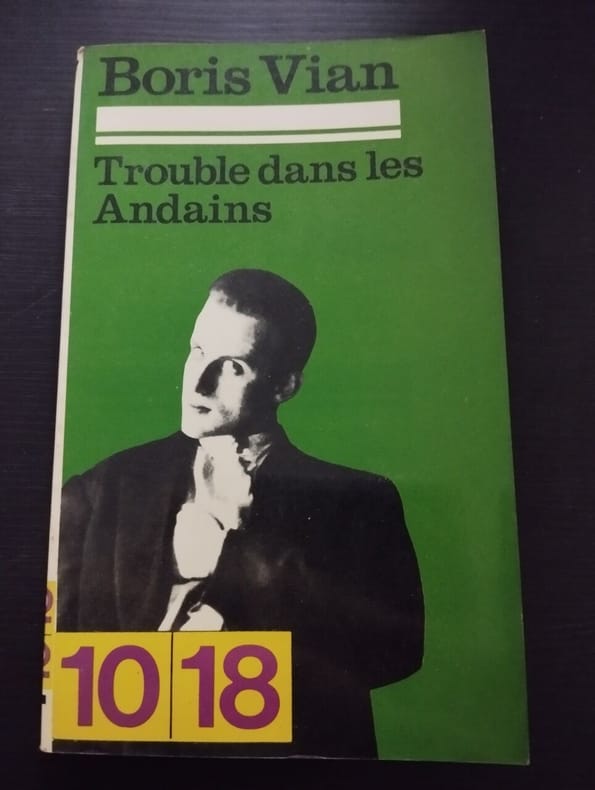 Boris Vian
Trouble dans les
Andains
10 18